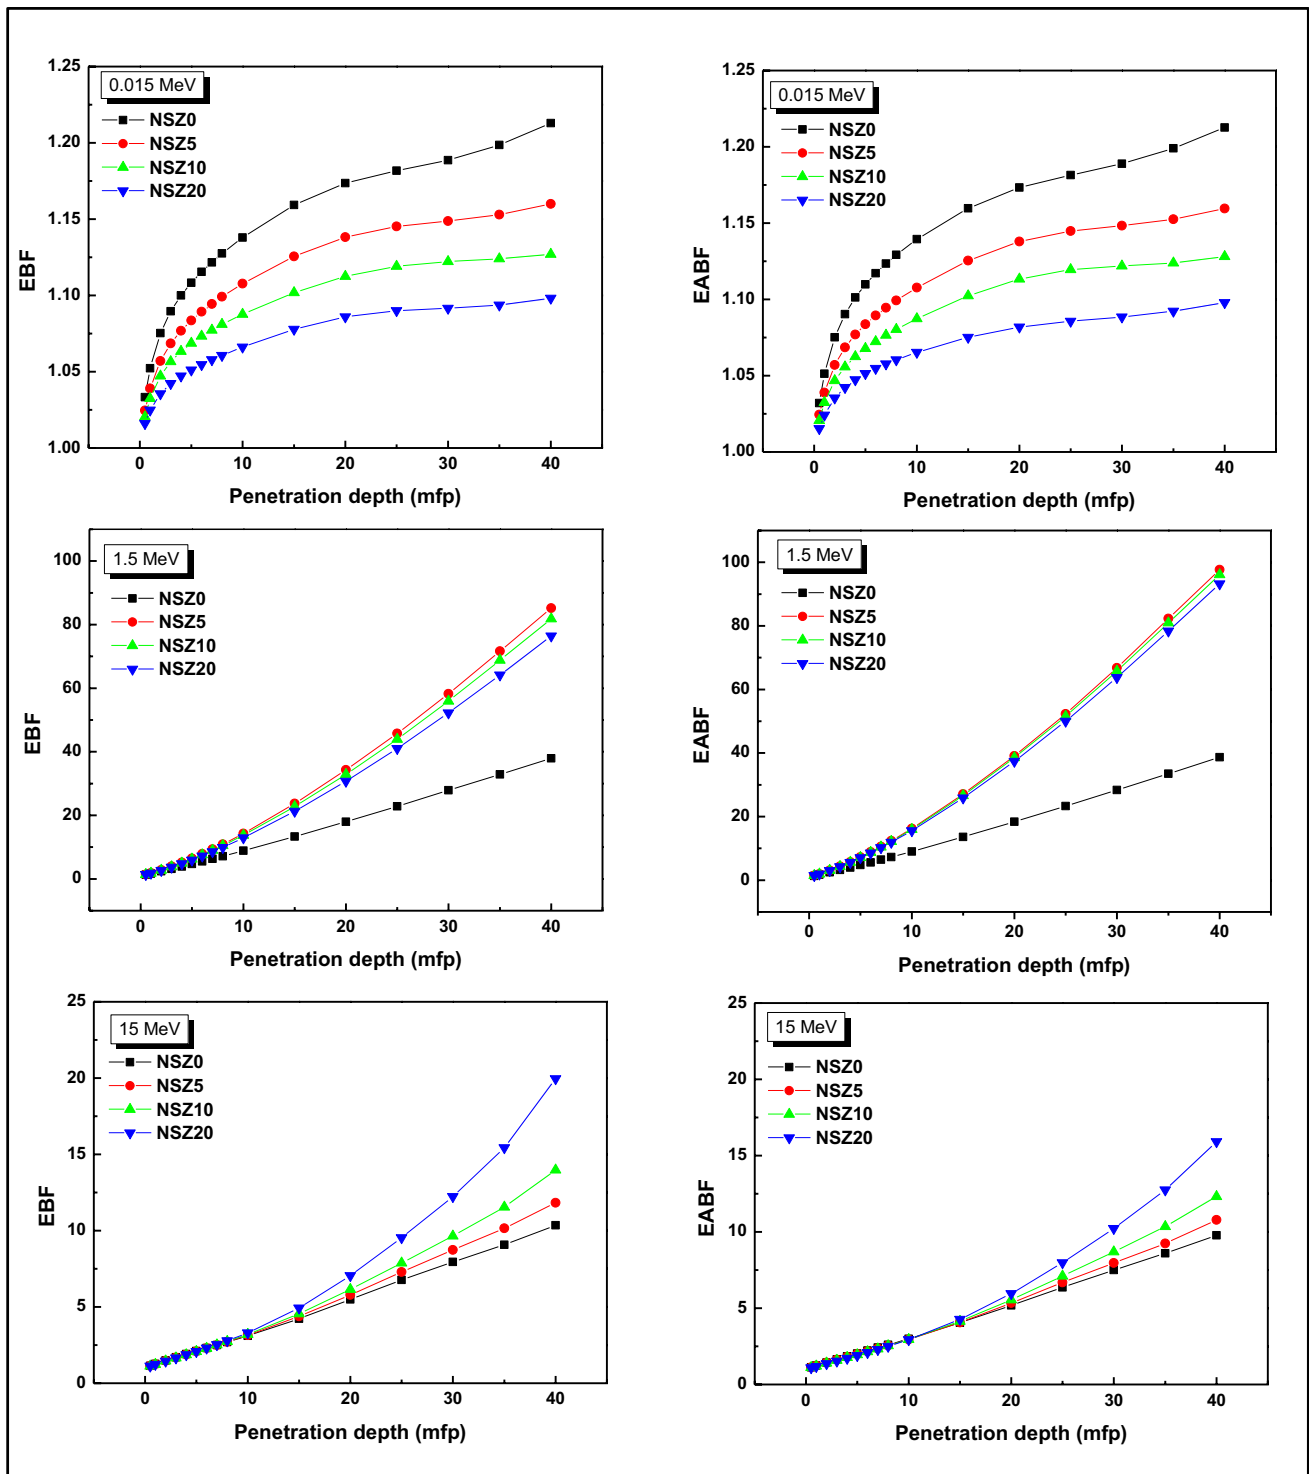 1.25
0.015 MeV
NSZ0
NSZ5
NSZ10
NSZ20
1.20
1.15
1.10
1.05
1.00
EBF
0 10 20 30 40
Penetration depth (mfp)
1.25
0.015 MeV
NSZ0
NSZ5
NSZ10
NSZ20
1.20
1.15
1.10
1.05
1.00
EABF
0 10 20 30 40
Penetration depth (mfp)
100
1.5 MeV
NSZ0
NSZ5
NSZ10
NSZ20
80
60
40
20
0
EBF
0 10 20 30 40
Penetration depth (mfp)
100
1.5 MeV
NSZ0
NSZ5
NSZ10
NSZ20
80
60
40
20
0
EABF
0 10 20 30 40
Penetration depth (mfp)
25
15 MeV
NSZ0
NSZ5
NSZ10
NSZ20
20
15
10
5
0
EBF
0 10 20 30 40
Penetration depth (mfp)
25
15 MeV
NSZ0
NSZ5
NSZ10
NSZ20
20
15
10
5
0
EABF
0 10 20 30 40
Penetration depth (mfp)